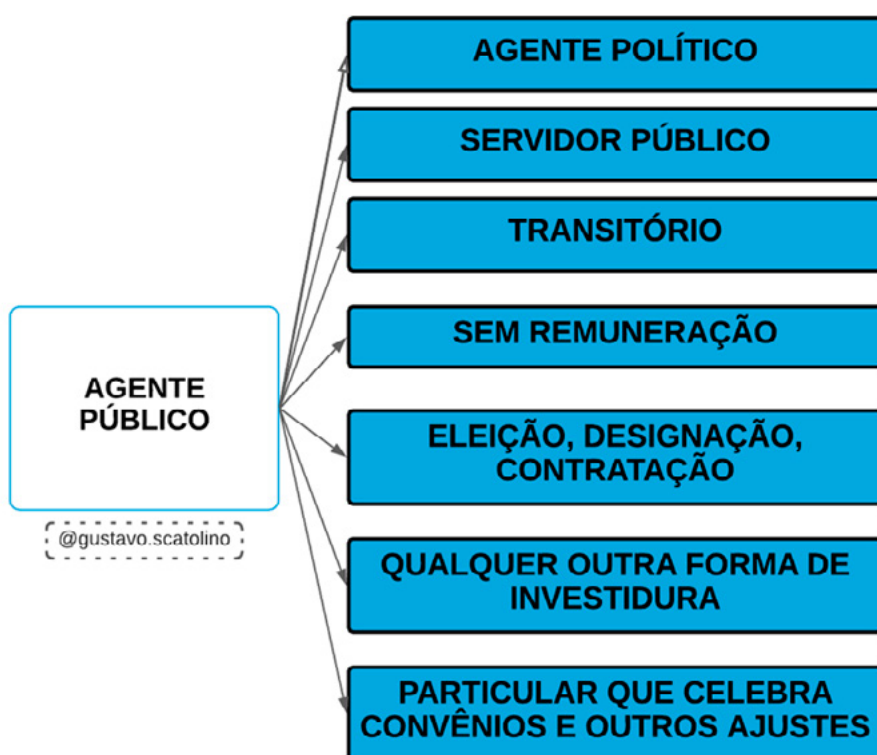 AGENTE POLÍTICO
SERVIDOR PÚBLICO
TRANSITÓRIO
SEM REMUNERAÇÃO
AGENTE
PÚBLICO
@gustavo.scatolino
ELEIÇÃO, DESIGNAÇÃO,
CONTRATAÇÃO
QUALQUER OUTRA FORMA DE
INVESTIDURA
PARTICULAR QUE CELEBRA
CONVÊNIOS E OUTROS AJUSTES